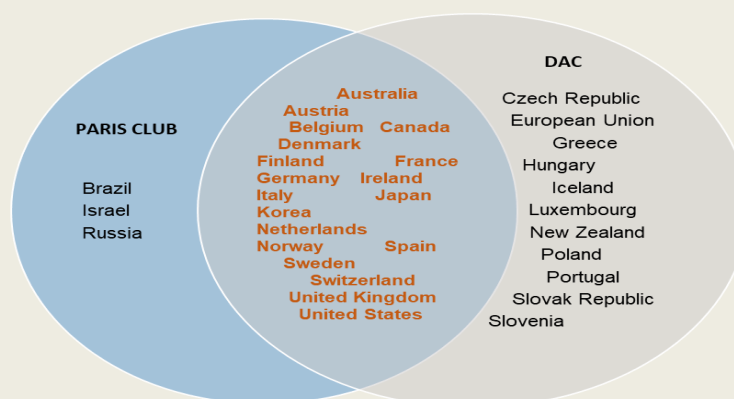 PARIS CLUB
Brazil
Israel
Russia
Australia
Austria
Belgium Canada
Denmark
Finland France
Germany Ireland
Italy Japan
Korea
Netherlands
Norway Spain
Sweden
Switzerland
United Kingdom
United States
DAC
Czech Republic
European Union
Greece
Hungary
Iceland
Luxembourg
New Zealand
Poland
Portugal
Slovak Republic
Slovenia